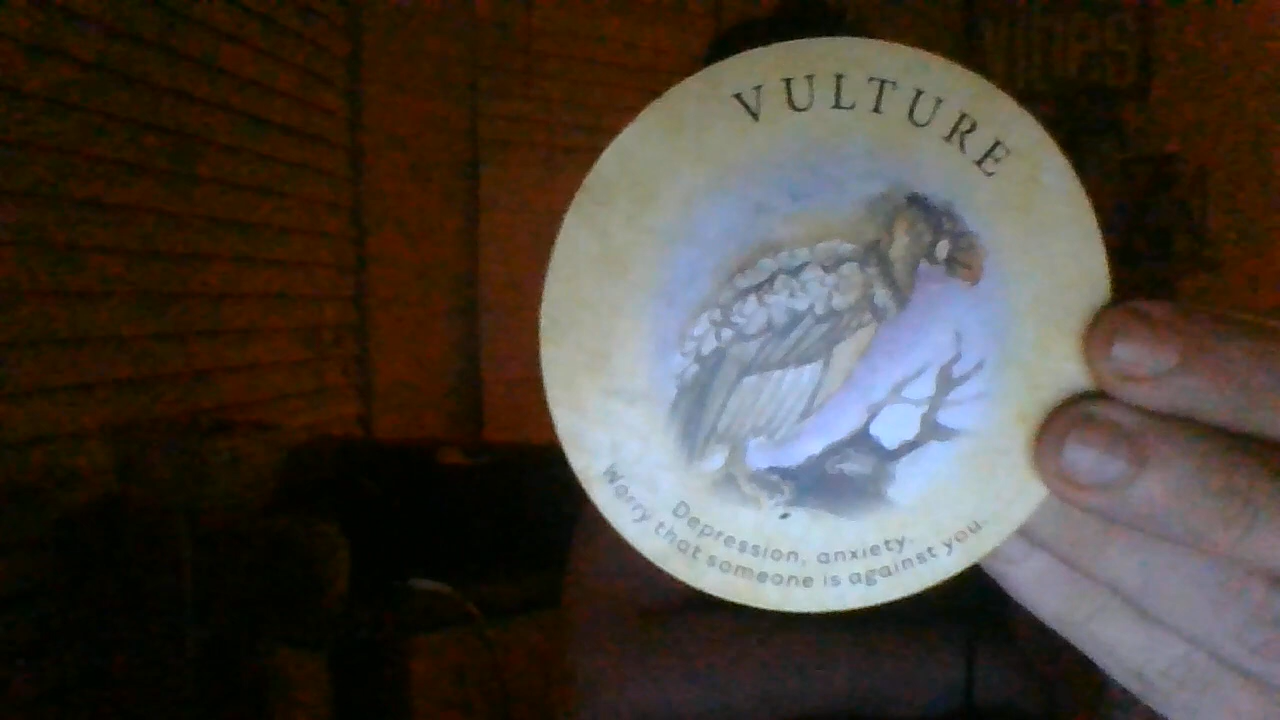 VULTURE
Depression, anxiety.
Worry that someone is against you.